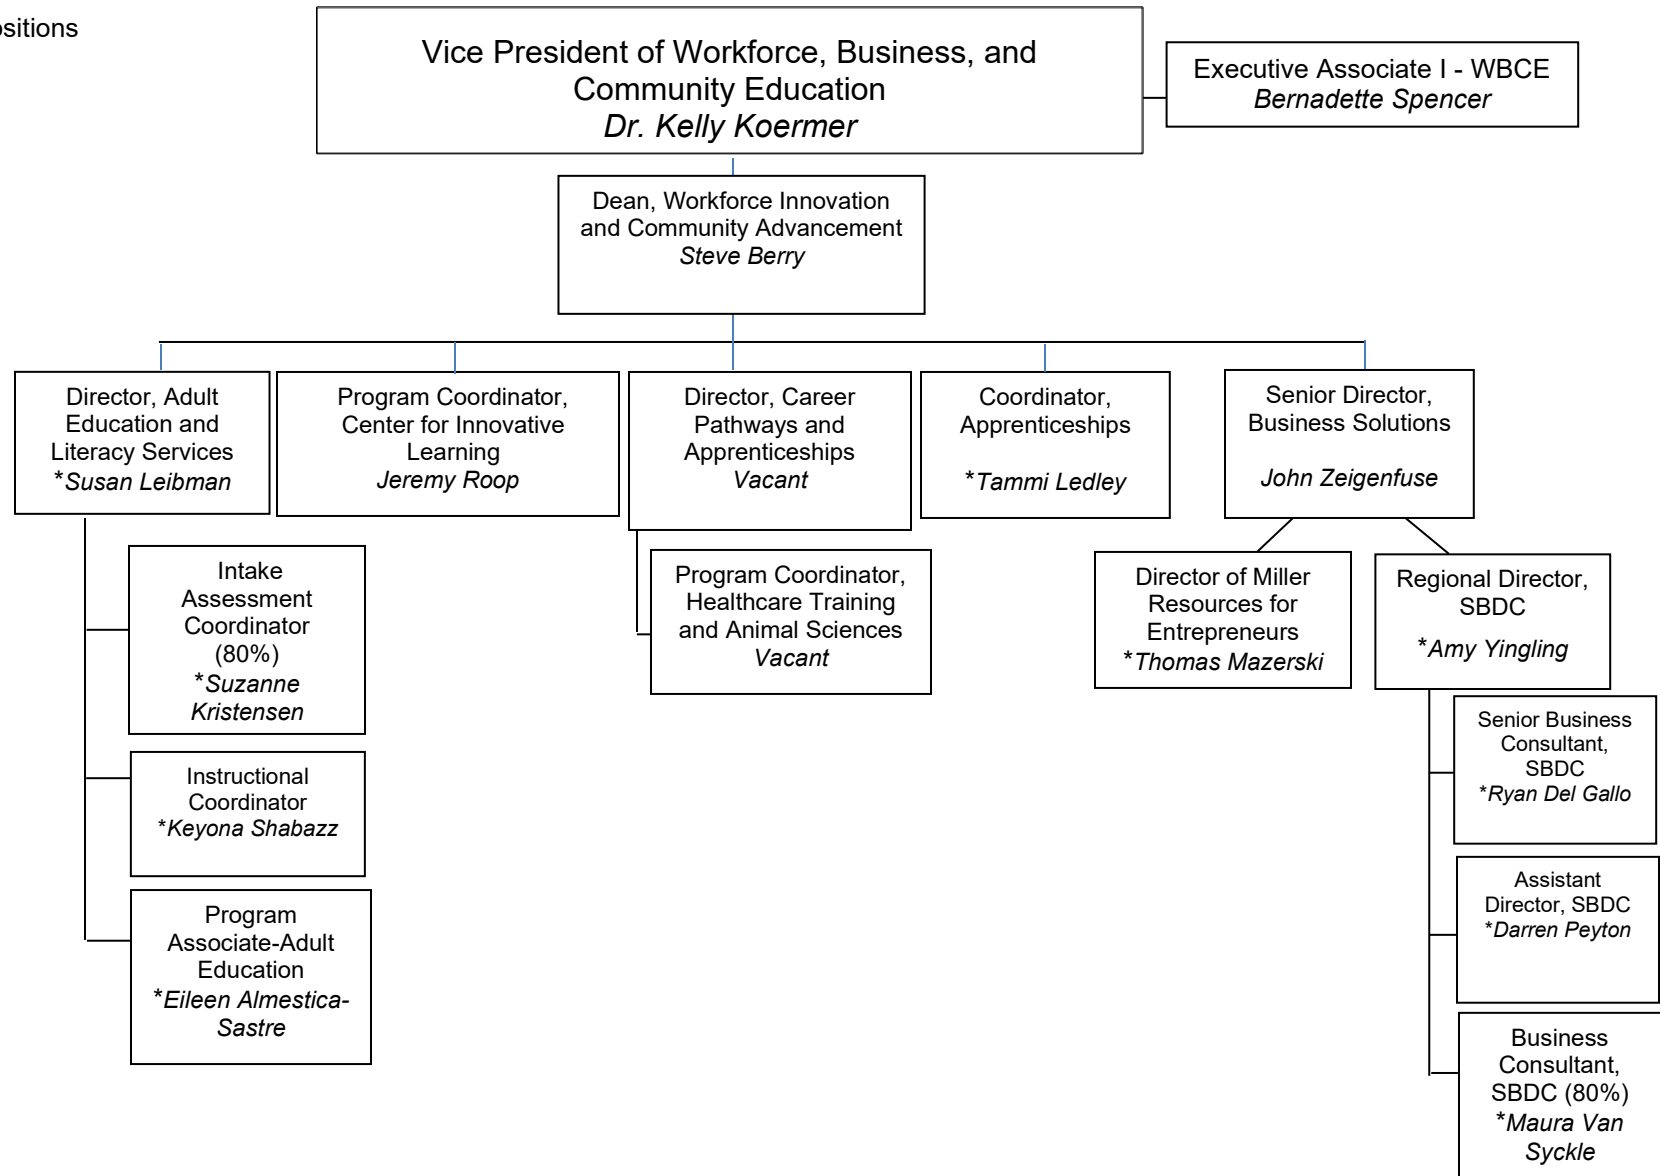 Vice President of Workforce, Business, and
Community Education
Dr. Kelly Koermer
Executive Associate I - WBCE
Bernadette Spencer
Dean, Workforce Innovation
and Community Advancement
Steve Berry
Director, Adult
Education and
Literacy Services
*Susan Leibman
Program Coordinator,
Center for Innovative
Learning
Jeremy Roop
Director, Career
Pathways and
Apprenticeships
Vacant
Coordinator,
Apprenticeships
*Tammi Ledley
Senior Director,
Business Solutions
John Zeigenfuse
Intake
Assessment
Coordinator
(80%)
*Suzanne
Kristensen
Instructional
Coordinator
*Keyona Shabazz
Program
Associate-Adult
Education
*Eileen Almestica-
Sastre
Program Coordinator,
Healthcare Training
and Animal Sciences
Vacant
Director of Miller
Resources for
Entrepreneurs
*Thomas Mazerski
Regional Director,
SBDC
*Amy Yingling
Senior Business
Consultant,
SBDC
*Ryan Del Gallo
Assistant
Director, SBDC
*Darren Peyton
Business
Consultant,
SBDC (80%)
*Maura Van
Syckle